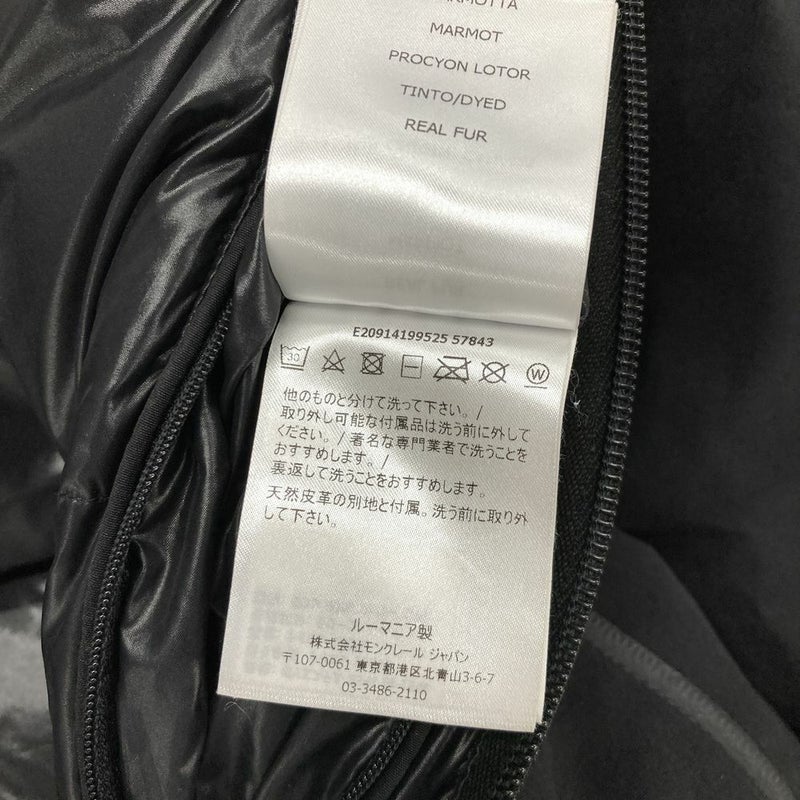 MARMOT
PROCYON LOTOR
TINTO/DYED
REAL FUR
E20914199525 57843
30
W
他のものと分けて洗って下さい。/
取り外し可能な付属品は洗う前に外して
ください。/ 著名な専門業者で洗うことを
おすすめします。/
裏返して洗うことをおすすめします。
天然皮革の別地と付属。洗う前に取り外
して下さい。
ルーマニア製
株式会社モンクレール ジャパン
〒107-0061 東京都港区北青山3-6-7
03-3486-2110